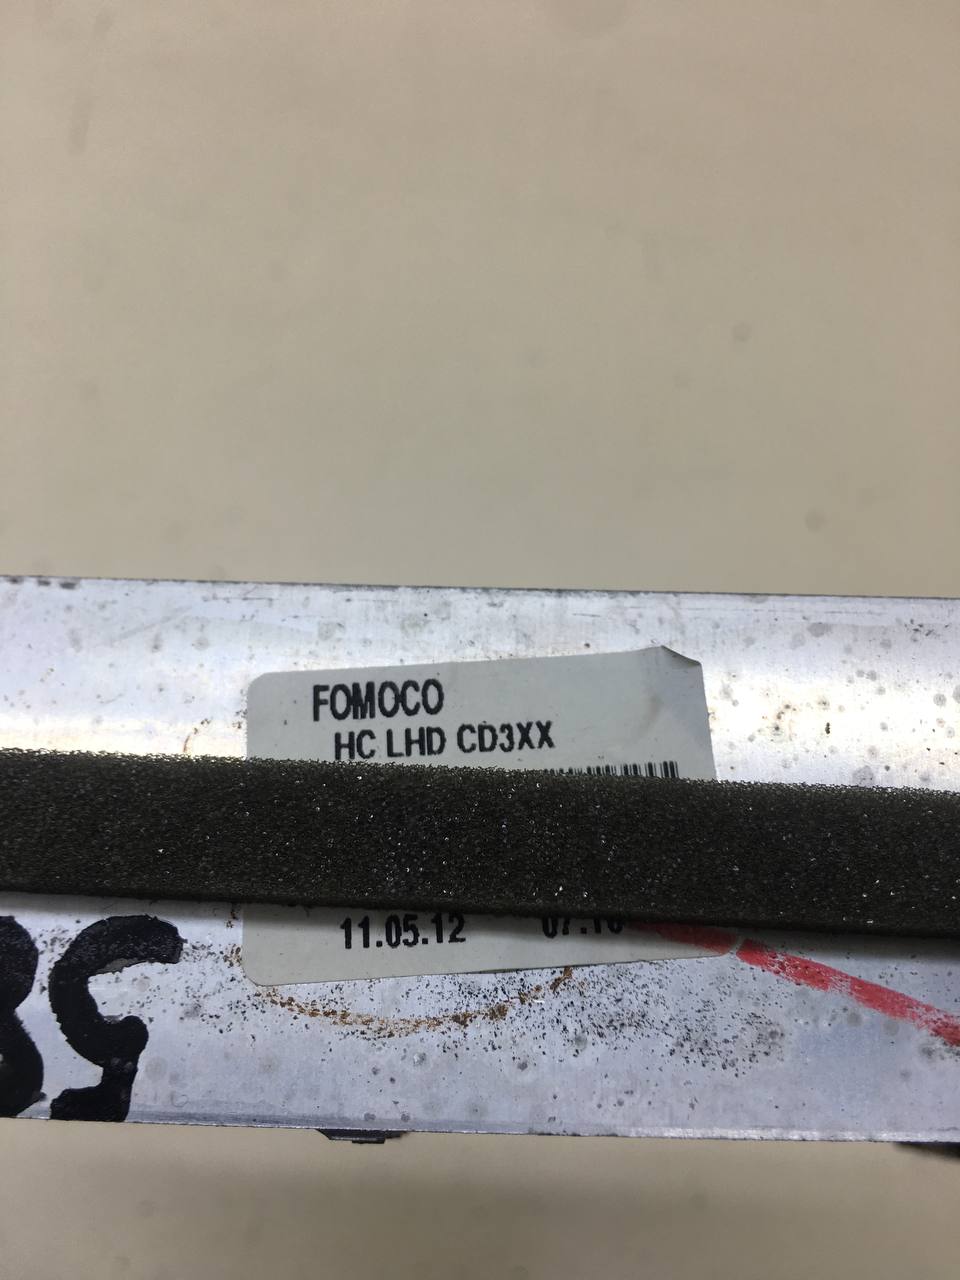 FOMOCO
HC LHD CD3XX
11.05.12